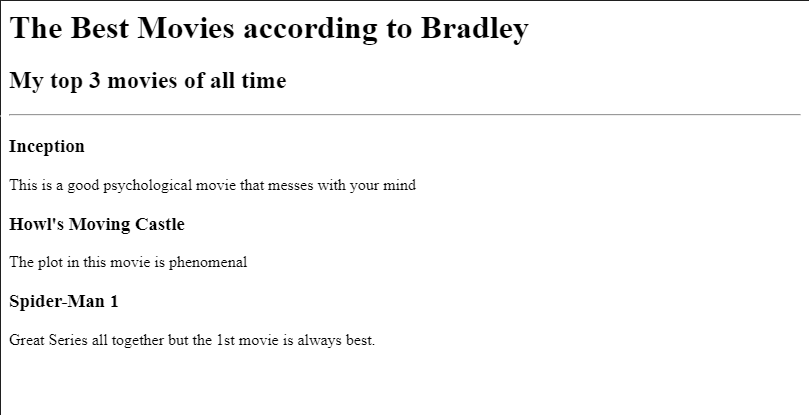 The Best Movies according to Bradley
My top 3 movies of all time
Inception
This is a good psychological movie that messes with your mind
Howl's Moving Castle
The plot in this movie is phenomenal
Spider-Man 1
Great Series all together but the 1st movie is always best.